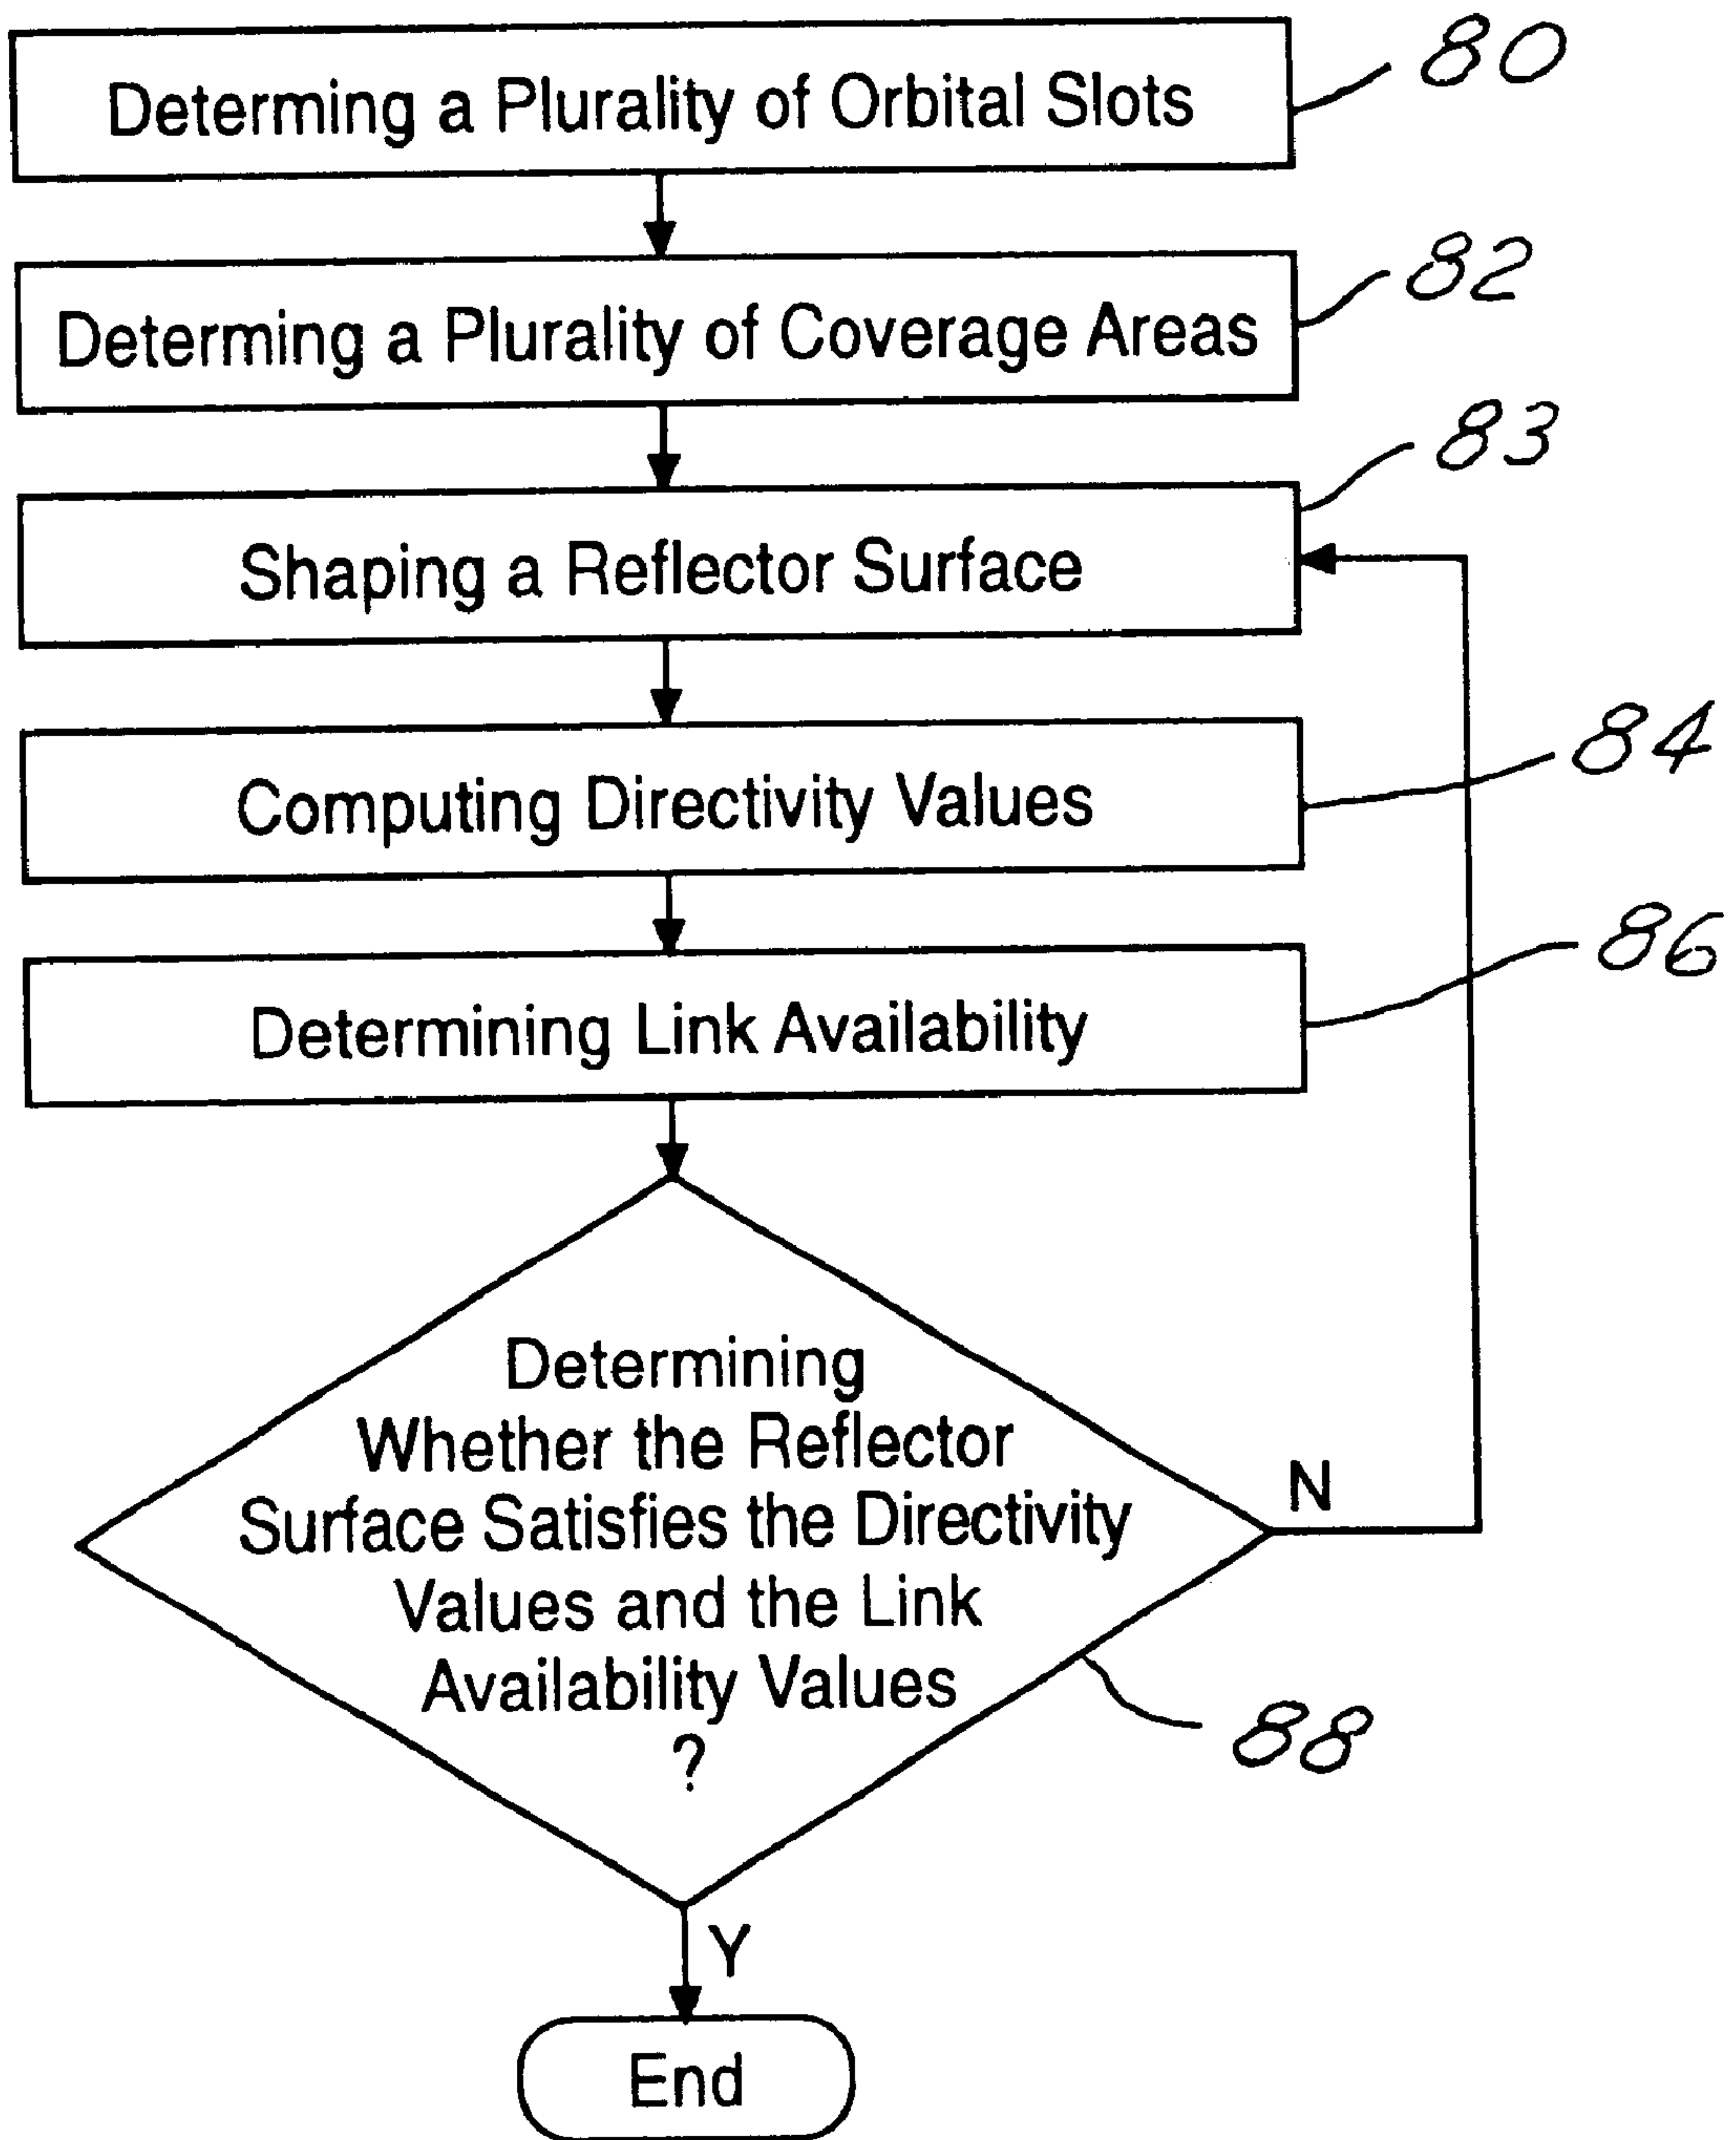 Determing a Plurality of Orbital Slots
80
Determing a Plurality of Coverage Areas
82
83
Shaping a Reflector Surface
84
Computing Directivity Values
86
Determining Link Availability
Determining
Whether the Reflector
Surface Satisfies the Directivity
Values and the Link
Availability Values
?
N
88
Y
End